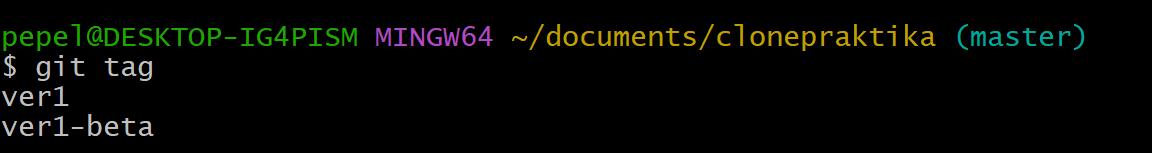 pepel@DESKTOP-IG4PISM MINGW64 ~/documents/clonepraktika (master)
$ git tag
ver1
ver1-beta